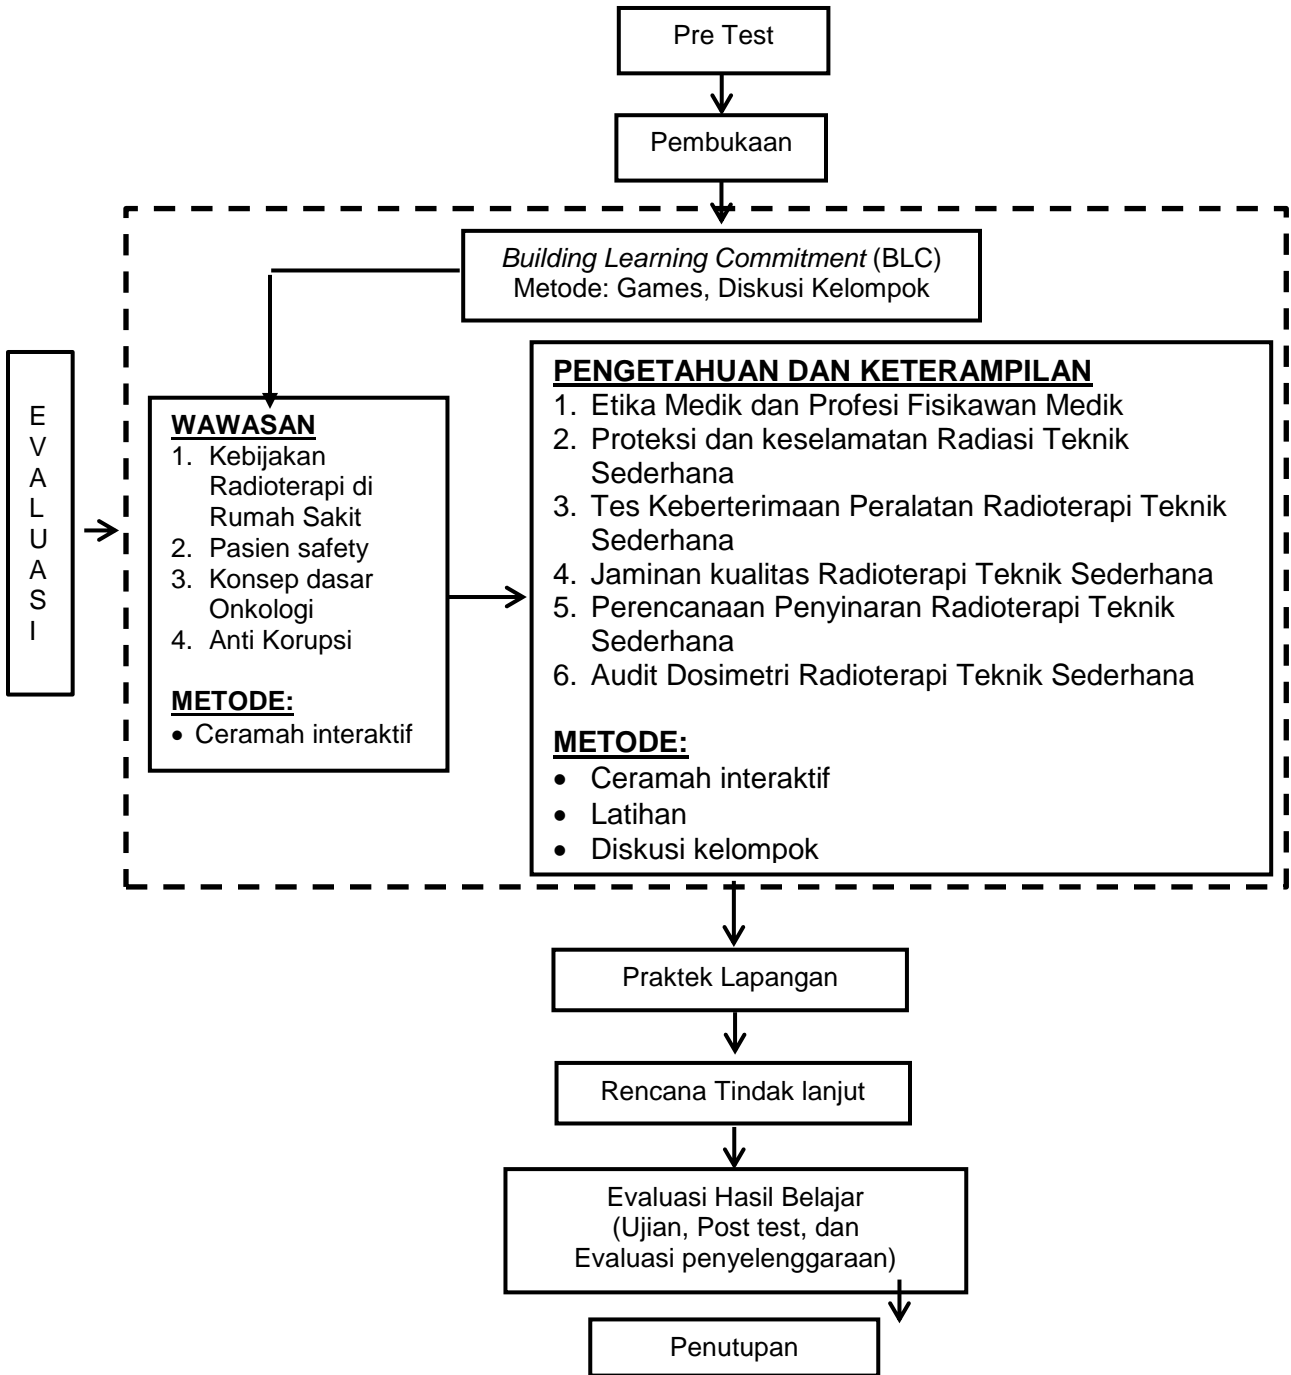 Pre Test
Pembukaan
Building Learning Commitment (BLC)
Metode: Games, Diskusi Kelompok
E
V
A
L
U
A
S
I
WAWASAN
1. Kebijakan
Radioterapi di
Rumah Sakit
2. Pasien safety
3. Konsep dasar
Onkologi
4. Anti Korupsi
METODE:
• Ceramah interaktif
PENGETAHUAN DAN KETERAMPILAN
1. Etika Medik dan Profesi Fisikawan Medik
2. Proteksi dan keselamatan Radiasi Teknik
Sederhana
3. Tes Keberterimaan Peralatan Radioterapi Teknik
Sederhana
4. Jaminan kualitas Radioterapi Teknik Sederhana
5. Perencanaan Penyinaran Radioterapi Teknik
Sederhana
6. Audit Dosimetri Radioterapi Teknik Sederhana
METODE:
• Ceramah interaktif
• Latihan
• Diskusi kelompok
Praktek Lapangan
Rencana Tindak lanjut
Evaluasi Hasil Belajar
(Ujian, Post test, dan
Evaluasi penyelenggaraan)
Penutupan